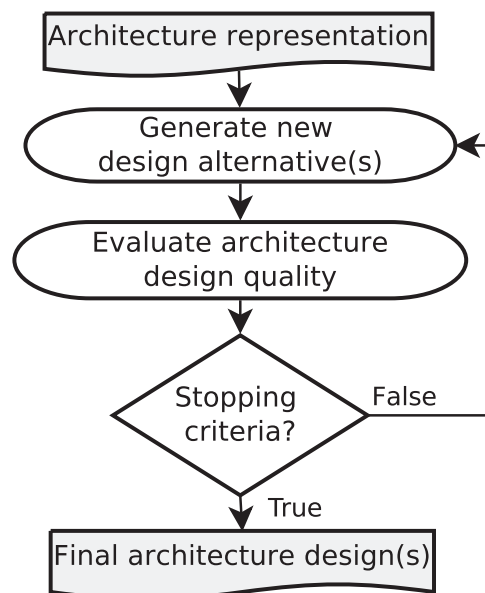 Architecture representation
Generate new
design alternative(s)
Evaluate architecture
design quality
Stopping
criteria?
False
True
Final architecture design(s)